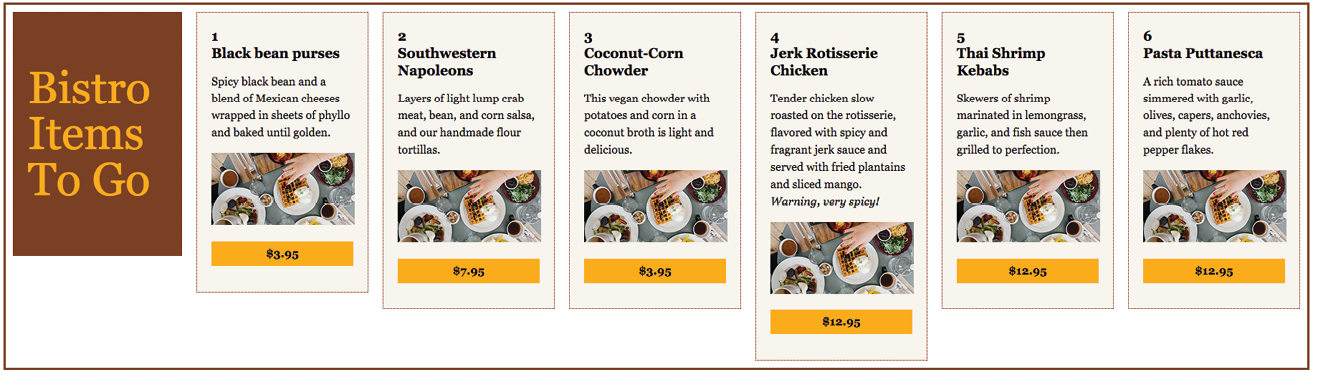 Bistro
Items
To Go
1
Black bean purses
Spicy black bean and a
blend of Mexican cheeses
wrapped in sheets of phyllo
and baked until golden.
$3.95
2
Southwestern
Napoleons
Layers of light lump crab
meat, bean, and corn salsa,
and our handmade flour
tortillas.
$7.95
3
Coconut-Corn
Chowder
This vegan chowder with
potatoes and corn in a
coconut broth is light and
delicious.
$3.95
4
Jerk Rotisserie
Chicken
Tender chicken slow
roasted on the rotisserie,
flavored with spicy and
fragrant jerk sauce and
served with fried plantains
and sliced mango.
Warning, very spicy!
$12.95
5
Thai Shrimp
Kebabs
Skewers of shrimp
marinated in lemongrass,
garlic, and fish sauce then
grilled to perfection.
$12.95
6
Pasta Puttanesca
A rich tomato sauce
simmered with garlic,
olives, capers, anchovies,
and plenty of hot red
pepper flakes.
$12.95